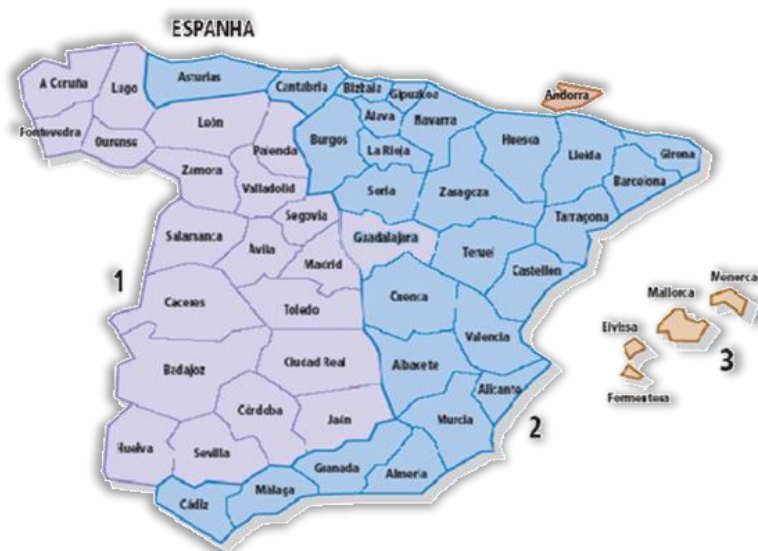 ESPANHA
A Coruña
Lugo
Asturias
Cantabria
Bizkaia
Gipuzkoa
Andorra
Pontevedra
Ourense
León
Palencia
Burgos
Alava
Navarra
La Rioja
Huesca
Lleida
Girona
Barcelona
Zamora
Valladolid
Soria
Zaragoza
Tarragona
Salamanca
Segovia
Avila
Guadalajara
Madrid
Teruel
Castellon
1
Caceres
Toledo
Cuenca
Valencia
Menorca
Mallorca
Eivissa
3
Formentera
Badajoz
Ciudad Real
Albacete
Alicante
Córdoba
Jaén
Murcia
2
Huelva
Sevilla
Granada
Almeria
Cádiz
Málaga